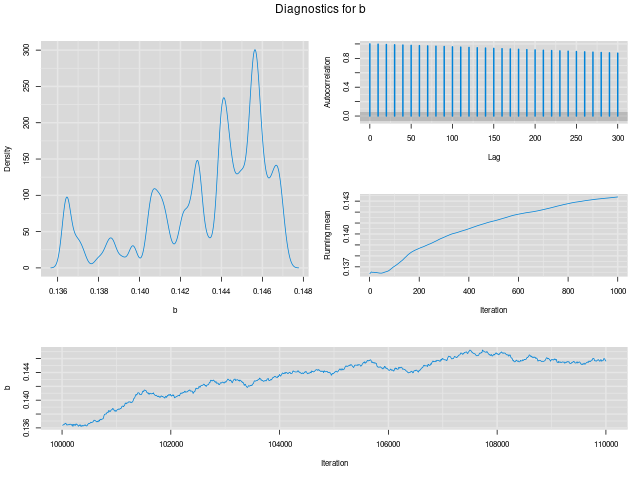 Diagnostics for b
Density
0 50 100 150 200 250 300
0.136 0.138 0.140 0.142 0.144 0.146 0.148
b
Autocorrelation
0 0.4 0.8
0 50 100 150 200 250 300
Lag
Running mean
0.137 0.140 0.143
0 200 400 600 800 1000
Iteration
b
0.136 0.140 0.144
100000 102000 104000 106000 108000 110000
Iteration